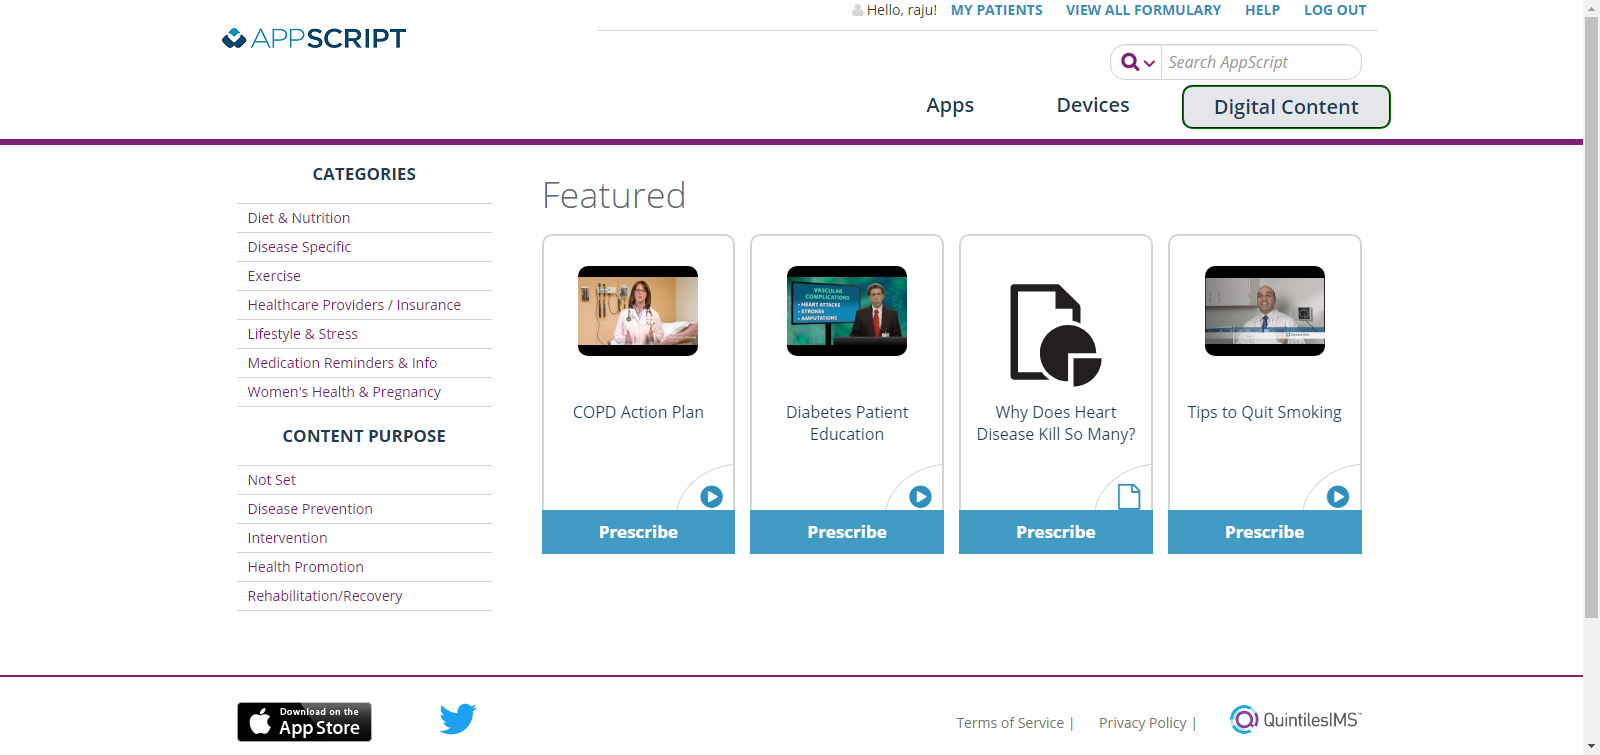 Hello, raju! MY PATIENTS VIEW ALL FORMULARY HELP LOG OUT
APPSCRIPT
Search AppScript
Apps Devices Digital Content
CATEGORIES
Diet & Nutrition
Disease Specific
Exercise
Healthcare Providers / Insurance
Lifestyle & Stress
Medication Reminders & Info
Women's Health & Pregnancy
CONTENT PURPOSE
Not Set
Disease Prevention
Intervention
Health Promotion
Rehabilitation/Recovery
Featured
VASCULAR
COMPLICATIONS
• HEART ATTACKS
• STROKES
• AMPUTATIONS
COPD Action Plan
Diabetes Patient
Education
Why Does Heart
Disease Kill So Many?
Tips to Quit Smoking
Prescribe Prescribe Prescribe Prescribe
Download on the
App Store
Terms of Service | Privacy Policy |
QuintilesIMS™